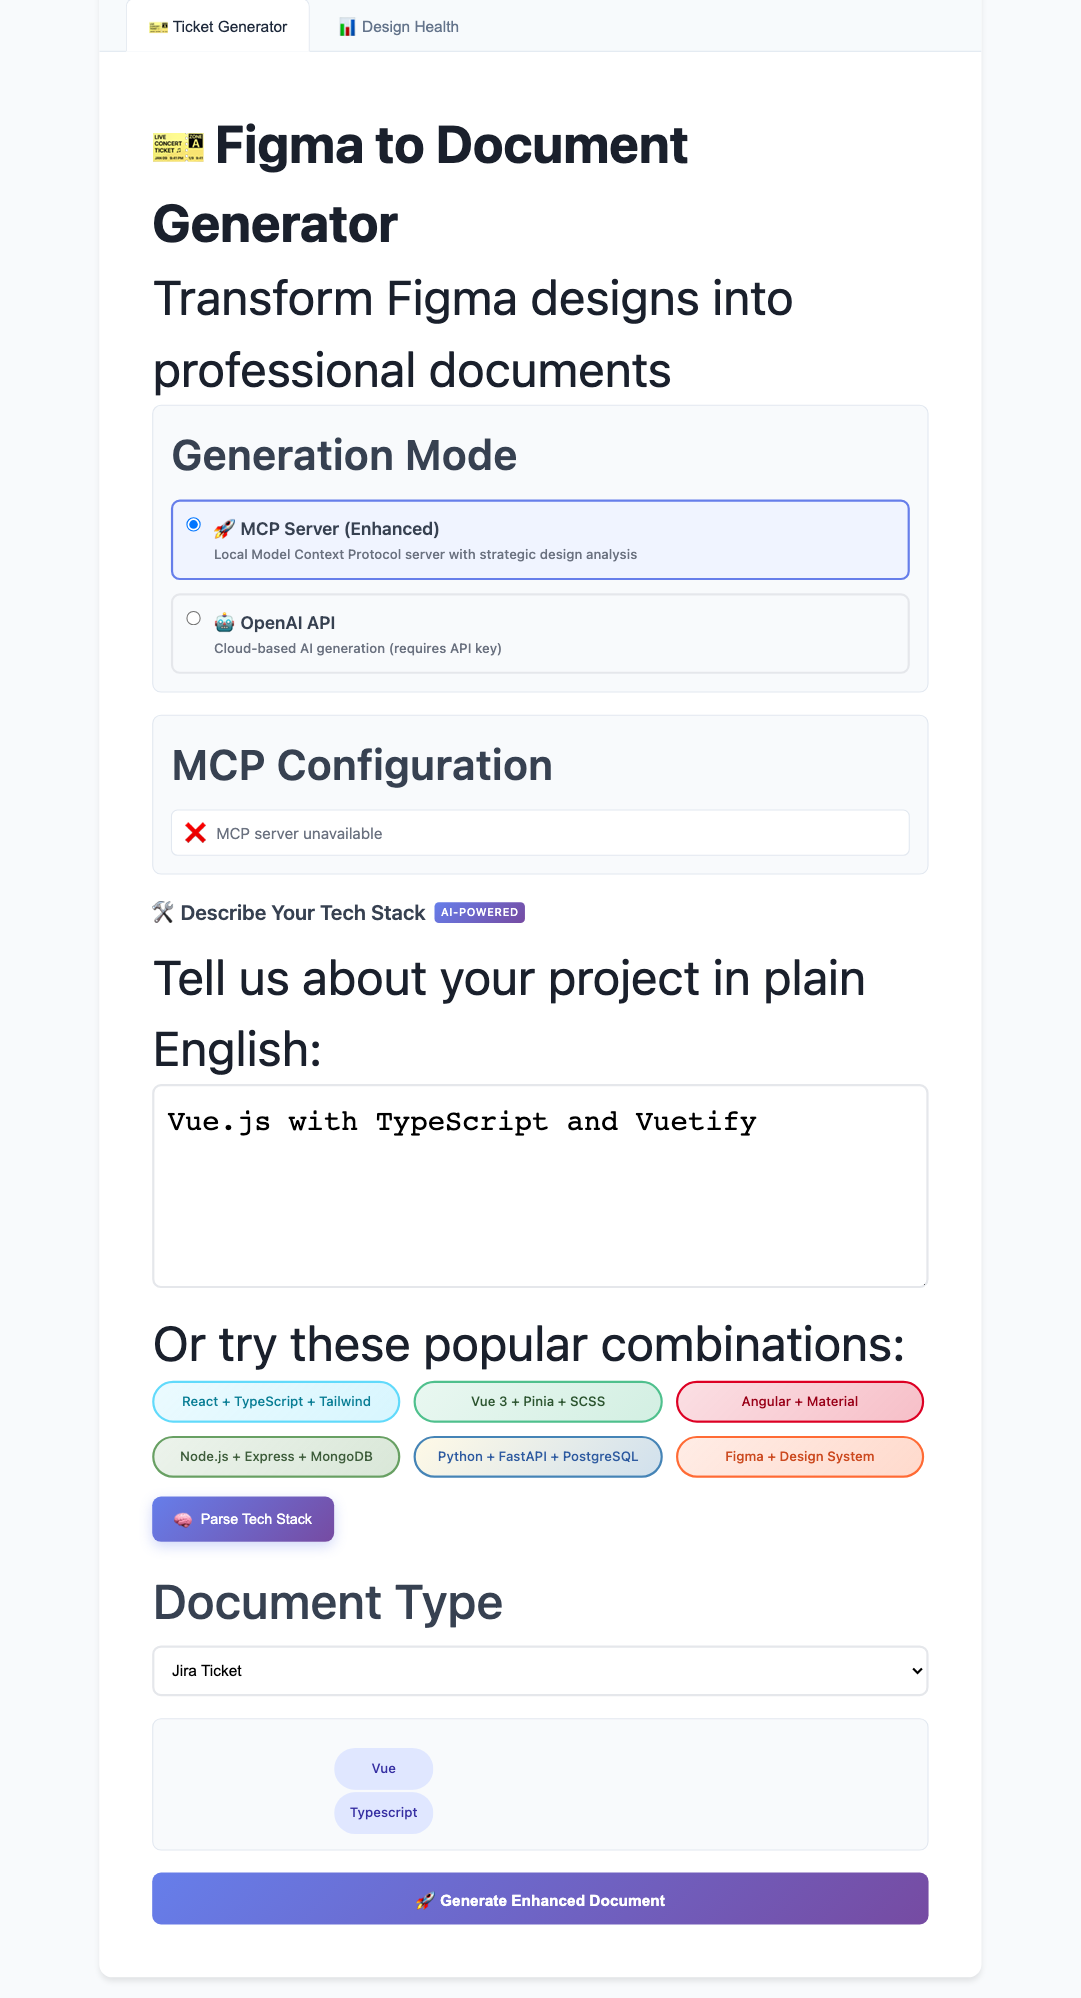 Ticket Generator
Design Health
LIVE CONCERT TICKET
A
Figma to Document
Generator
Transform Figma designs into
professional documents
Generation Mode
MCP Server (Enhanced)
Local Model Context Protocol server with strategic design analysis
OpenAI API
Cloud-based AI generation (requires API key)
MCP Configuration
MCP server unavailable
Describe Your Tech Stack AI-POWERED
Tell us about your project in plain
English:
Vue.js with TypeScript and Vuetify
Or try these popular combinations:
React + TypeScript + Tailwind
Vue 3 + Pinia + SCSS
Angular + Material
Node.js + Express + MongoDB
Python + FastAPI + PostgreSQL
Figma + Design System
Parse Tech Stack
Document Type
Jira Ticket
Vue
Typescript
Generate Enhanced Document